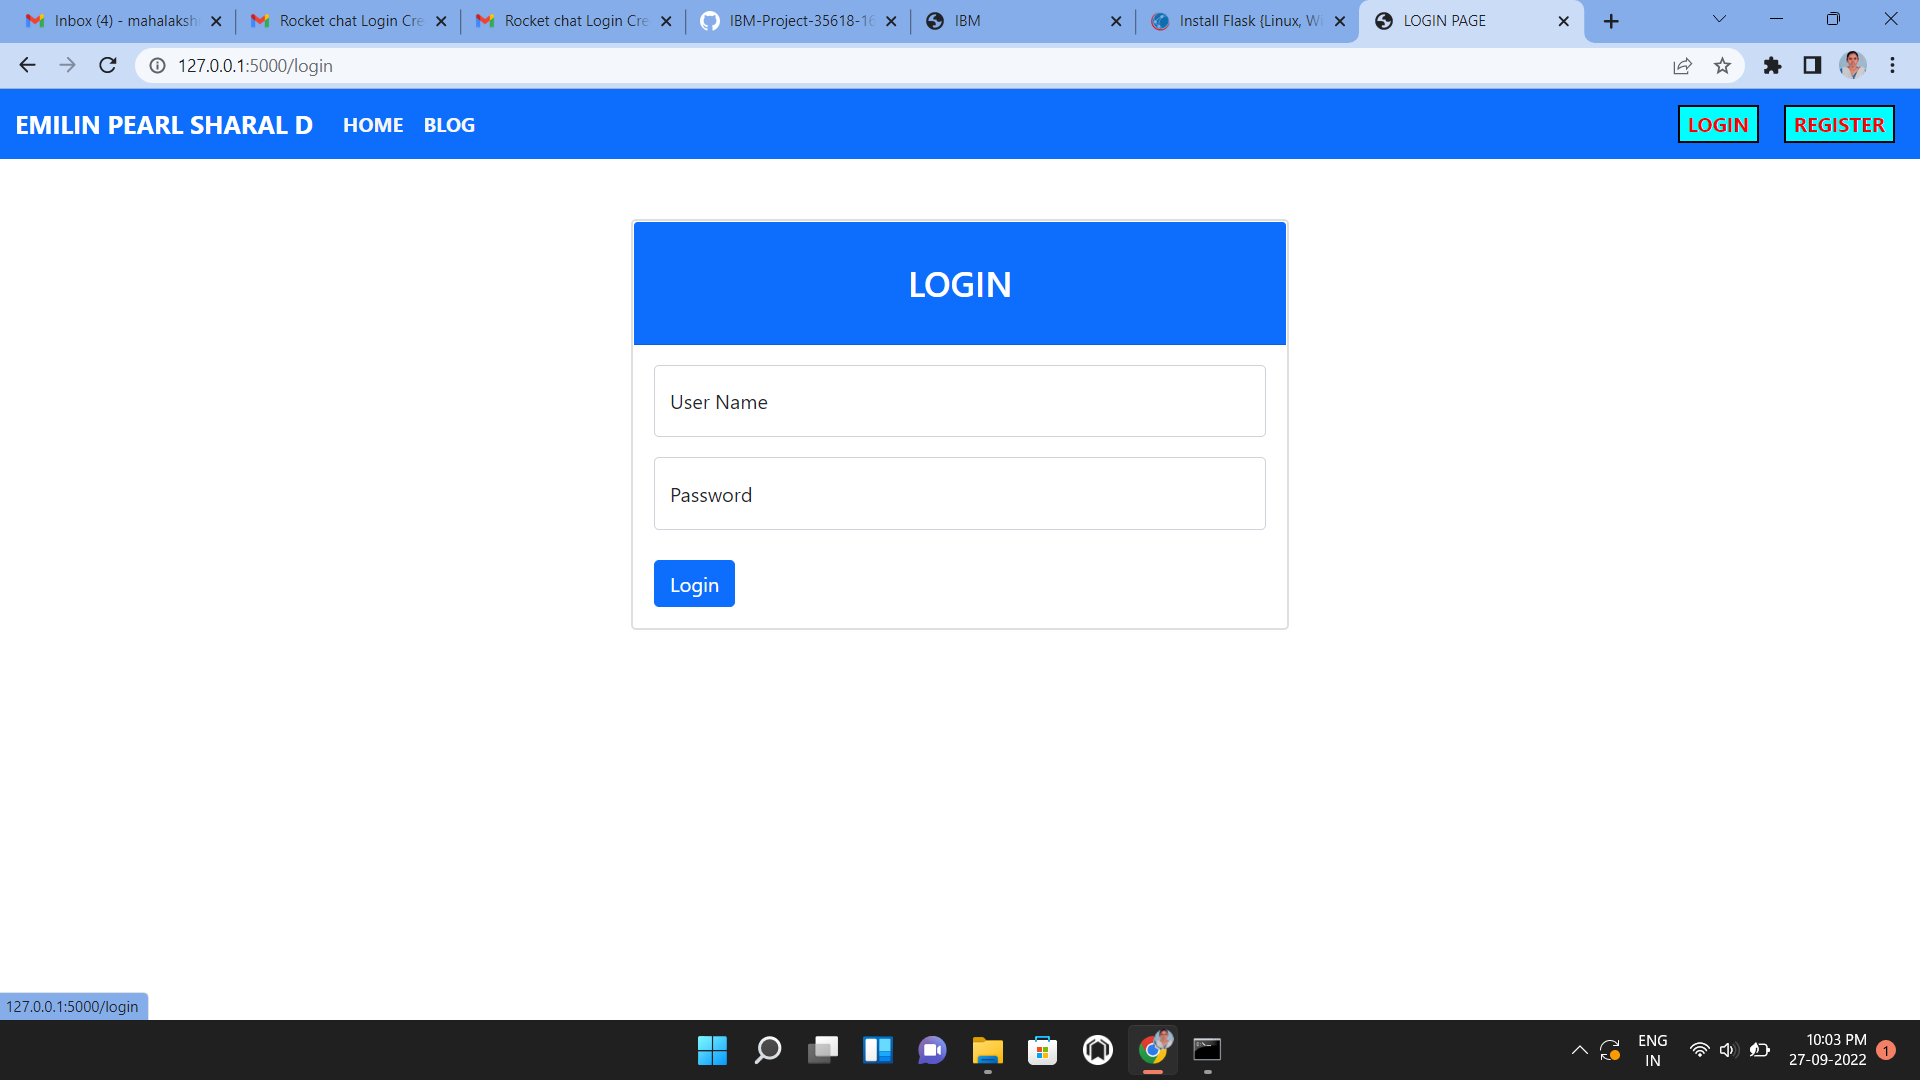 Inbox (4) - mahalaksh
Rocket chat Login Cre
Rocket chat Login Cre
IBM-Project-35618-16
IBM
Install Flask {Linux, Wi
LOGIN PAGE
127.0.0.1:5000/login
EMILIN PEARL SHARAL D HOME BLOG LOGIN REGISTER
LOGIN
User Name
Password
Login
127.0.0.1:5000/login
ENG
IN
10:03 PM
27-09-2022
1